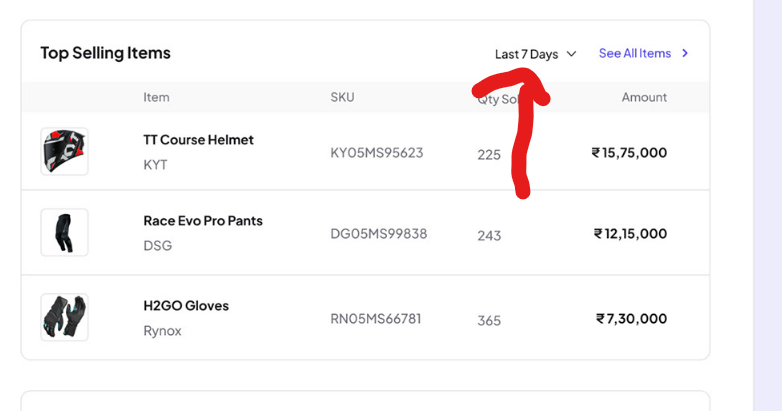 Top Selling Items Last 7 Days See All Items
Item SKU Qty Amount
TT Course Helmet
KYT KY05MS95623 225 ₹15,75,000
Race Evo Pro Pants
DSG DG05MS99838 243 ₹12,15,000
H2GO Gloves
Rynox RN05MS66781 365 ₹7,30,000